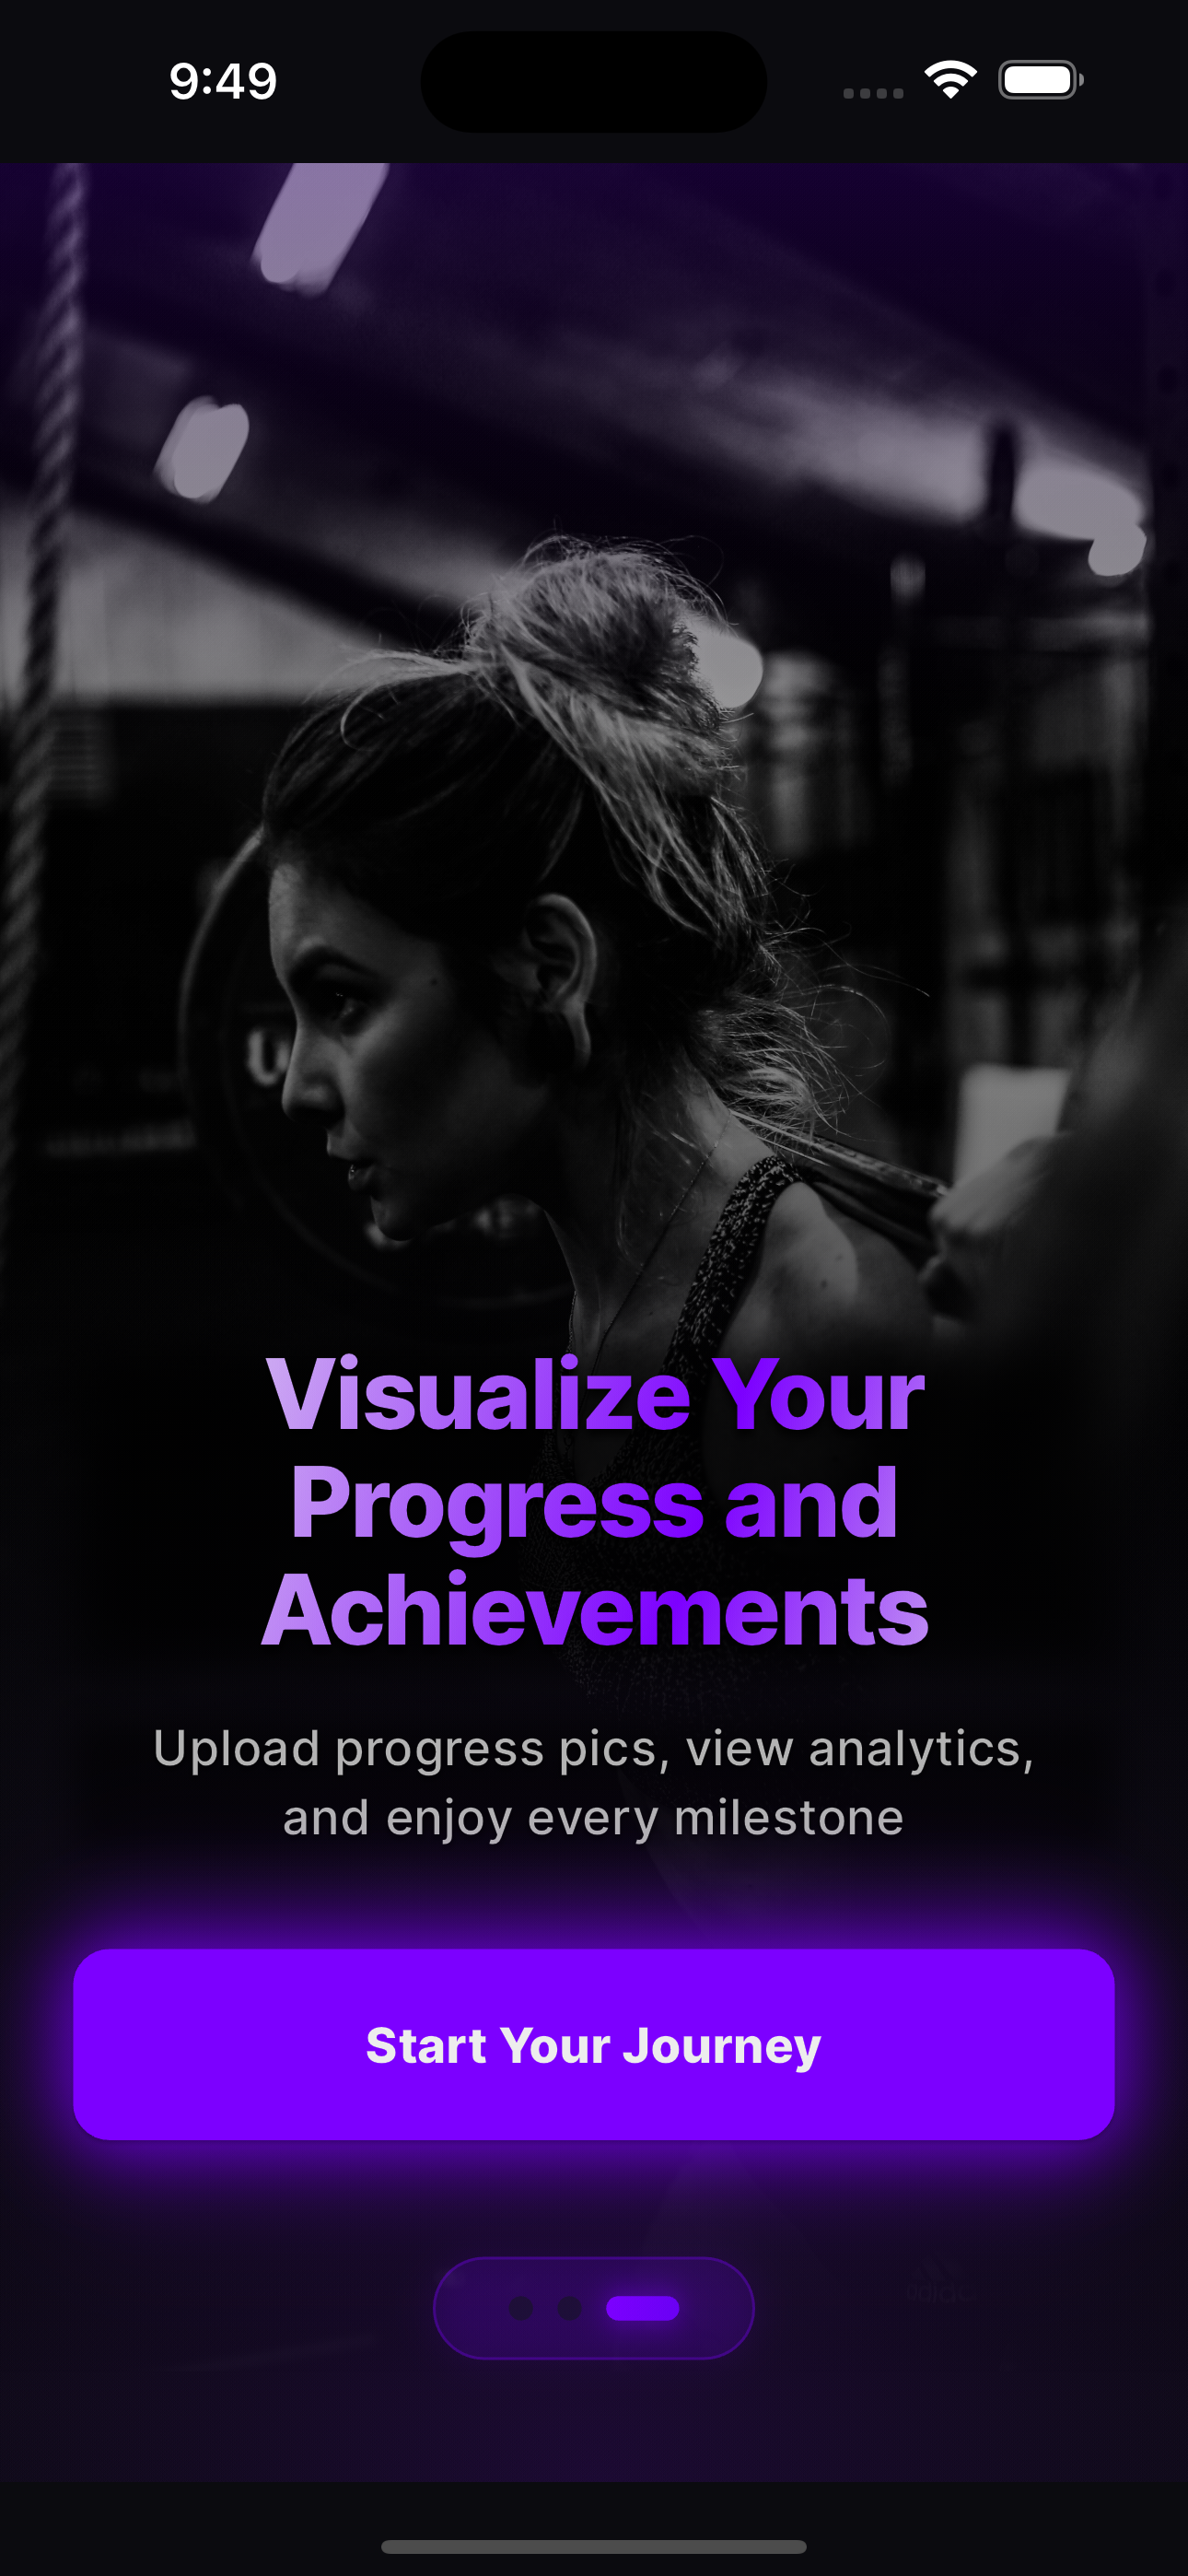 9:49
Visualize Your
Progress and
Achievements
Upload progress pics, view analytics,
and enjoy every milestone
Start Your Journey